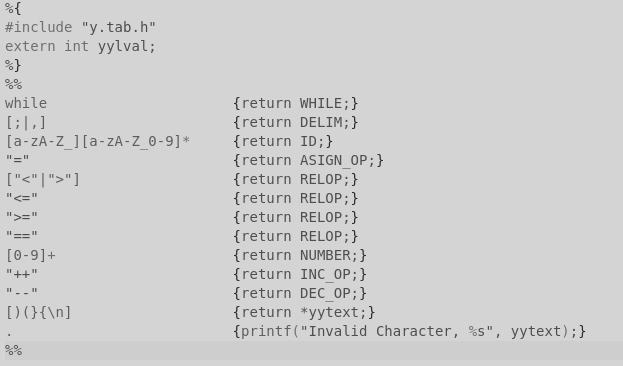 %{
#include "y.tab.h"
extern int yylval;
%}
%%
while {return WHILE;}
[;|,] {return DELIM;}
[a-zA-Z_][a-zA-Z_0-9]* {return ID;}
"=" {return ASIGN_OP;}
["<"|">"] {return RELOP;}
"<=" {return RELOP;}
">=" {return RELOP;}
"==" {return RELOP;}
[0-9]+ {return NUMBER;}
"++" {return INC_OP;}
"--" {return DEC_OP;}
[)(}{\n] {return *yytext;}
. {printf("Invalid Character, %s", yytext);}
%%